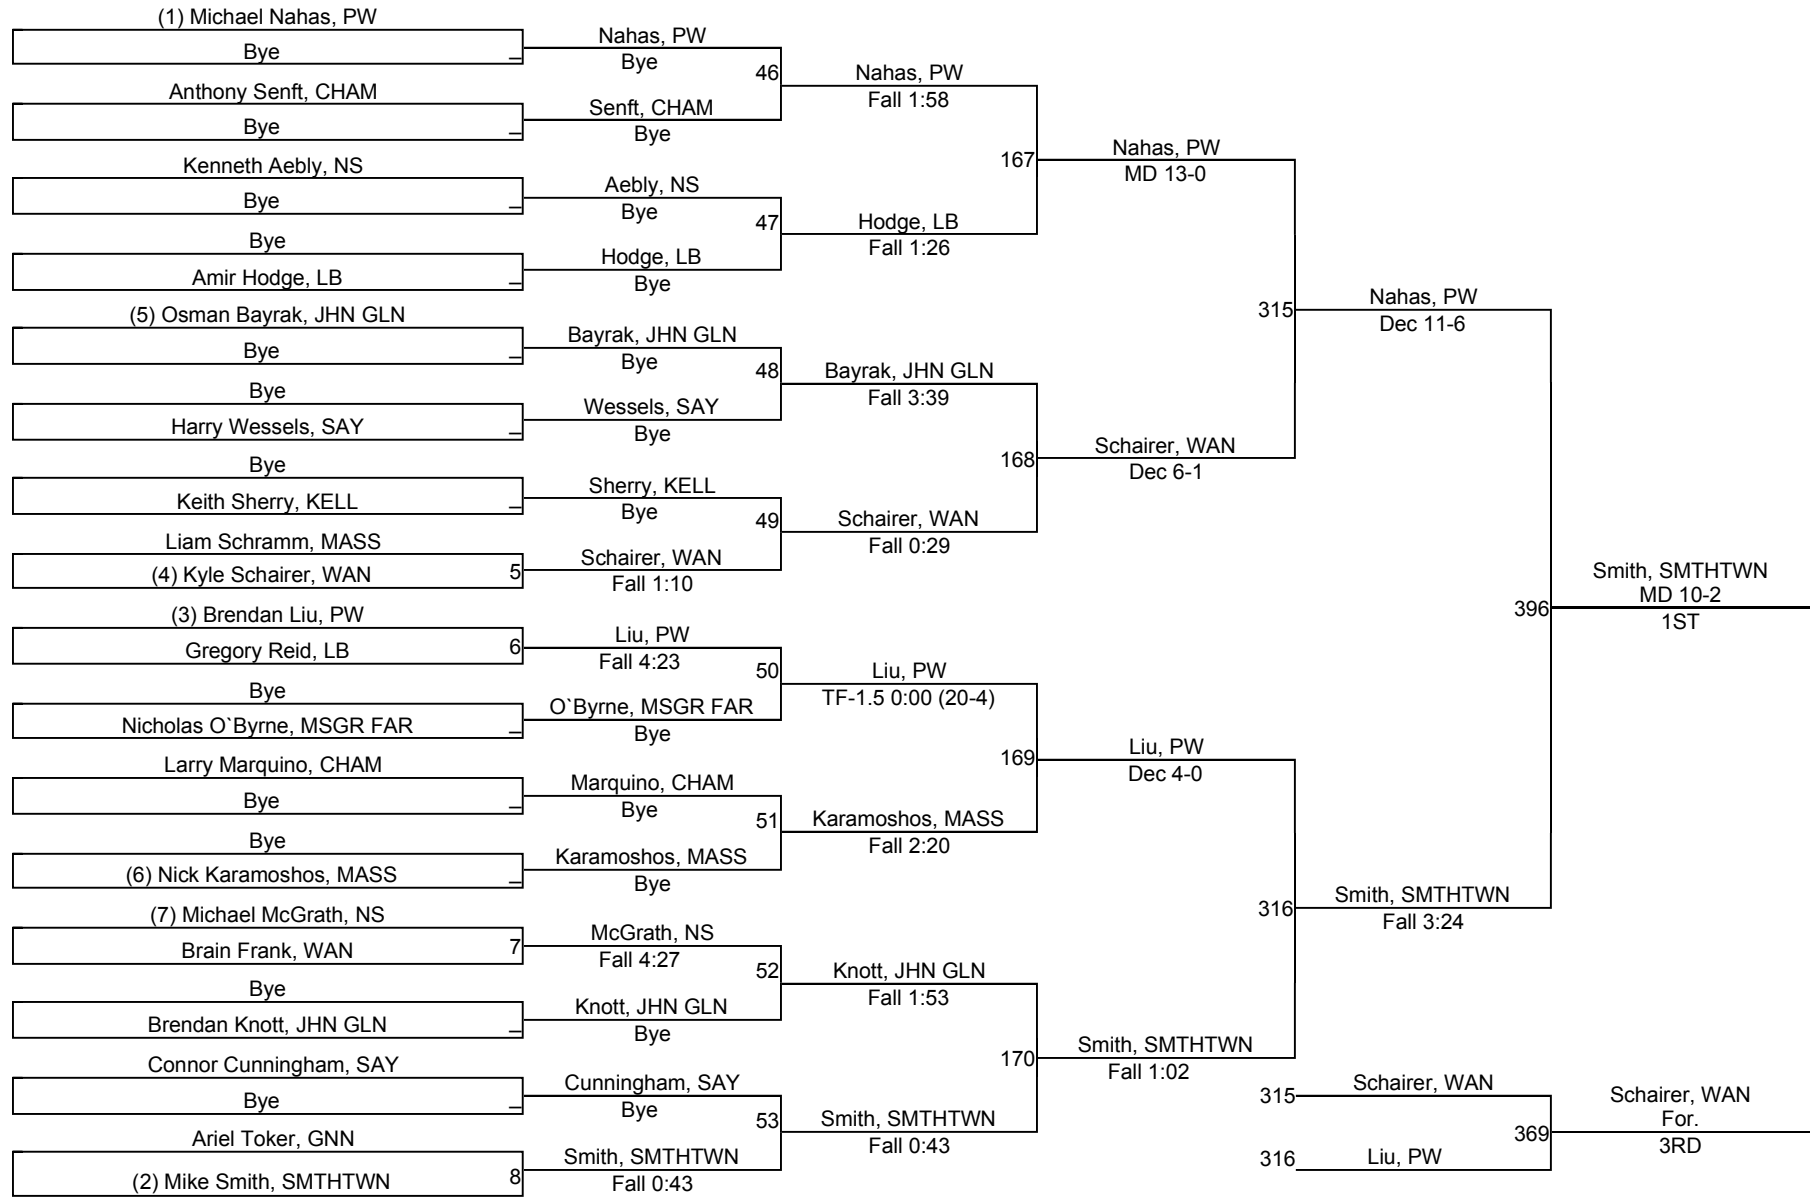 (1) Michael Nahas, PW
Bye _
Anthony Senft, CHAM
Bye _
Kenneth Aebly, NS
Bye _
Bye
Amir Hodge, LB _
(5) Osman Bayrak, JHN GLN
Bye _
Bye
Harry Wessels, SAY _
Bye
Keith Sherry, KELL _
Liam Schramm, MASS
(4) Kyle Schairer, WAN 5
(3) Brendan Liu, PW
Gregory Reid, LB 6
Bye
Nicholas O`Byrne, MSGR FAR _
Larry Marquino, CHAM
Bye _
Bye
(6) Nick Karamoshos, MASS _
(7) Michael McGrath, NS
Brain Frank, WAN 7
Bye
Brendan Knott, JHN GLN _
Connor Cunningham, SAY
Bye _
Ariel Toker, GNN
(2) Mike Smith, SMTHTWN 8
Nahas, PW
Bye
46
Senft, CHAM
Bye
Aebly, NS
Bye
47
Hodge, LB
Bye
Bayrak, JHN GLN
Bye
48
Wessels, SAY
Bye
Sherry, KELL
Bye
49
Schairer, WAN
Fall 1:10
Liu, PW
Fall 4:23
50
O`Byrne, MSGR FAR
Bye
Marquino, CHAM
Bye
51
Karamoshos, MASS
Bye
McGrath, NS
Fall 4:27
52
Knott, JHN GLN
Bye
Cunningham, SAY
Bye
53
Smith, SMTHTWN
Fall 0:43
Nahas, PW
Fall 1:58
167
Hodge, LB
Fall 1:26
Bayrak, JHN GLN
Fall 3:39
168
Schairer, WAN
Fall 0:29
Liu, PW
TF-1.5 0:00 (20-4)
169
Karamoshos, MASS
Fall 2:20
Knott, JHN GLN
Fall 1:53
170
Smith, SMTHTWN
Fall 0:43
Nahas, PW
MD 13-0
315
Schairer, WAN
Dec 6-1
Liu, PW
Dec 4-0
316
Smith, SMTHTWN
Fall 1:02
Nahas, PW
Dec 11-6
396
Smith, SMTHTWN
Fall 3:24
Smith, SMTHTWN
MD 10-2
1ST
315 Schairer, WAN
369
316 Liu, PW
Schairer, WAN
For.
3RD